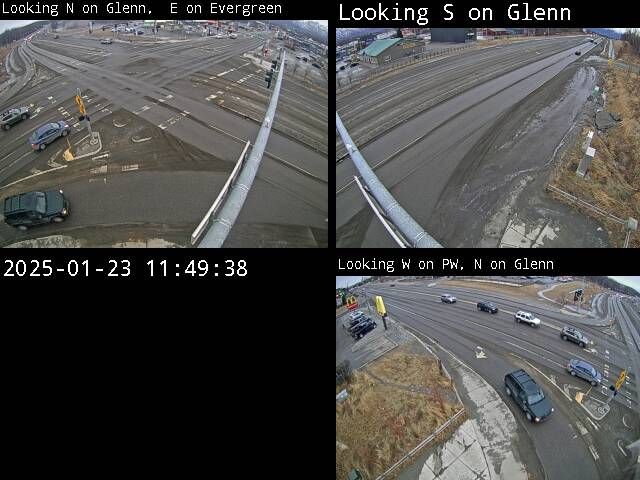 Looking N on Glenn,  E on Evergreen
Looking S on Glenn
2025-01-23 11:49:38
Looking W on PW, N on Glenn